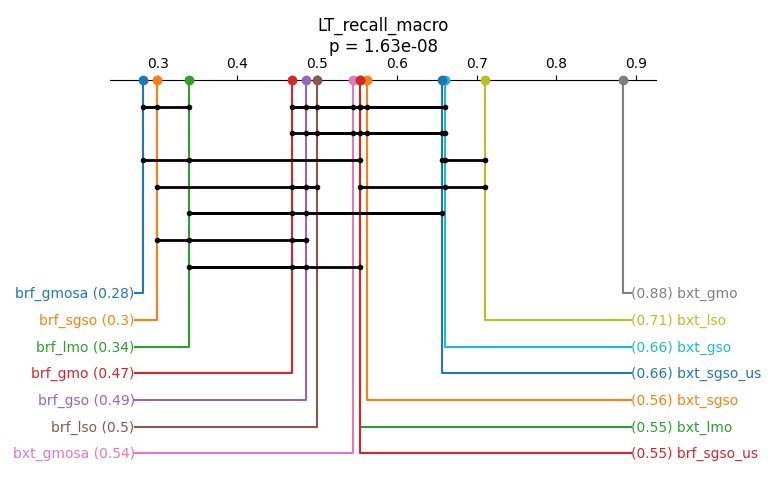 LT_recall_macro
p = 1.63e-08
0.3 0.4 0.5 0.6 0.7 0.8 0.9
brf_gmosa (0.28) (0.88) bxt_gmo
brf_sgso (0.3) (0.71) bxt_lso
brf_lmo (0.34) (0.66) bxt_gso
brf_gmo (0.47) (0.66) bxt_sgso_us
brf_gso (0.49) (0.56) bxt_sgso
brf_lso (0.5) (0.55) bxt_lmo
bxt_gmosa (0.54) (0.55) brf_sgso_us